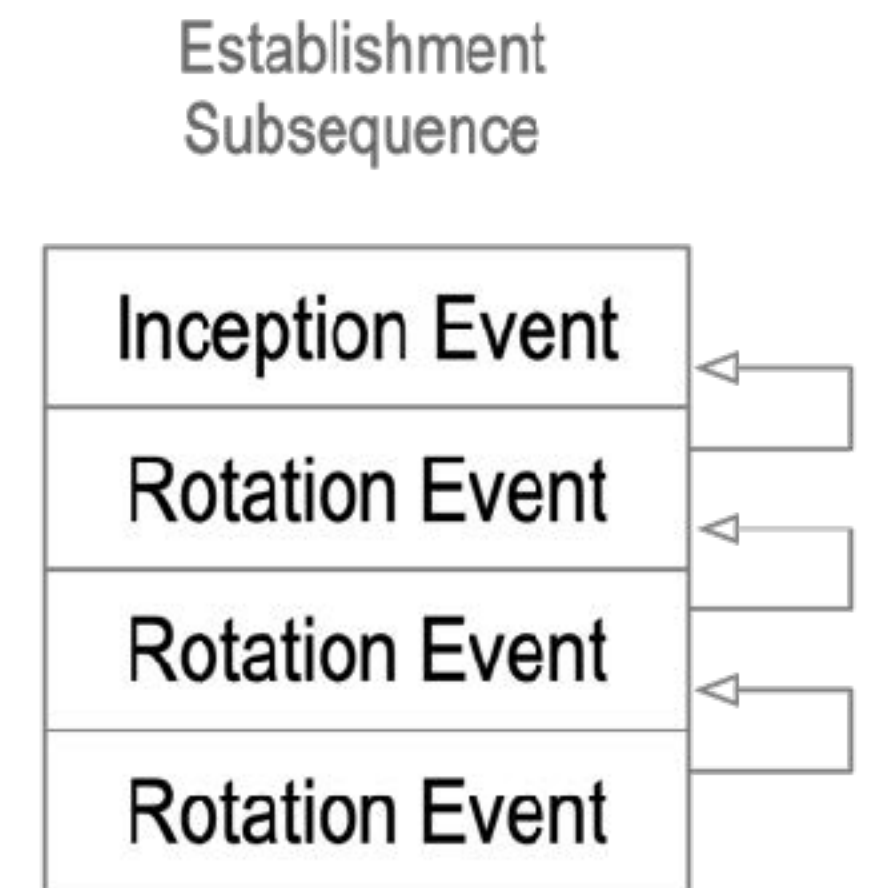 Establishment
Subsequence
Inception Event
Rotation Event
Rotation Event
Rotation Event